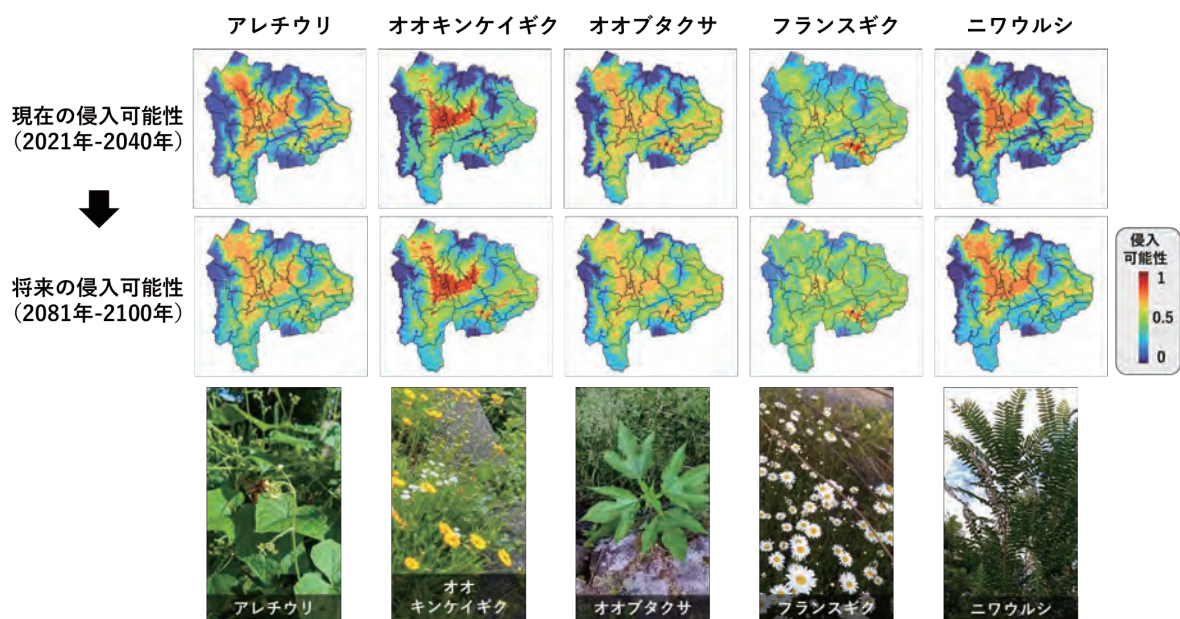 アレチウリ
オオキンケイギク
オオブタクサ
フランスギク
ニワウルシ
現在の侵入可能性
（2021年-2040年）
将来の侵入可能性
（2081年-2100年）
侵入
可能性
1
0.5
0
アレチウリ
オオ
キンケイギク
オオブタクサ
フランスギク
ニワウルシ